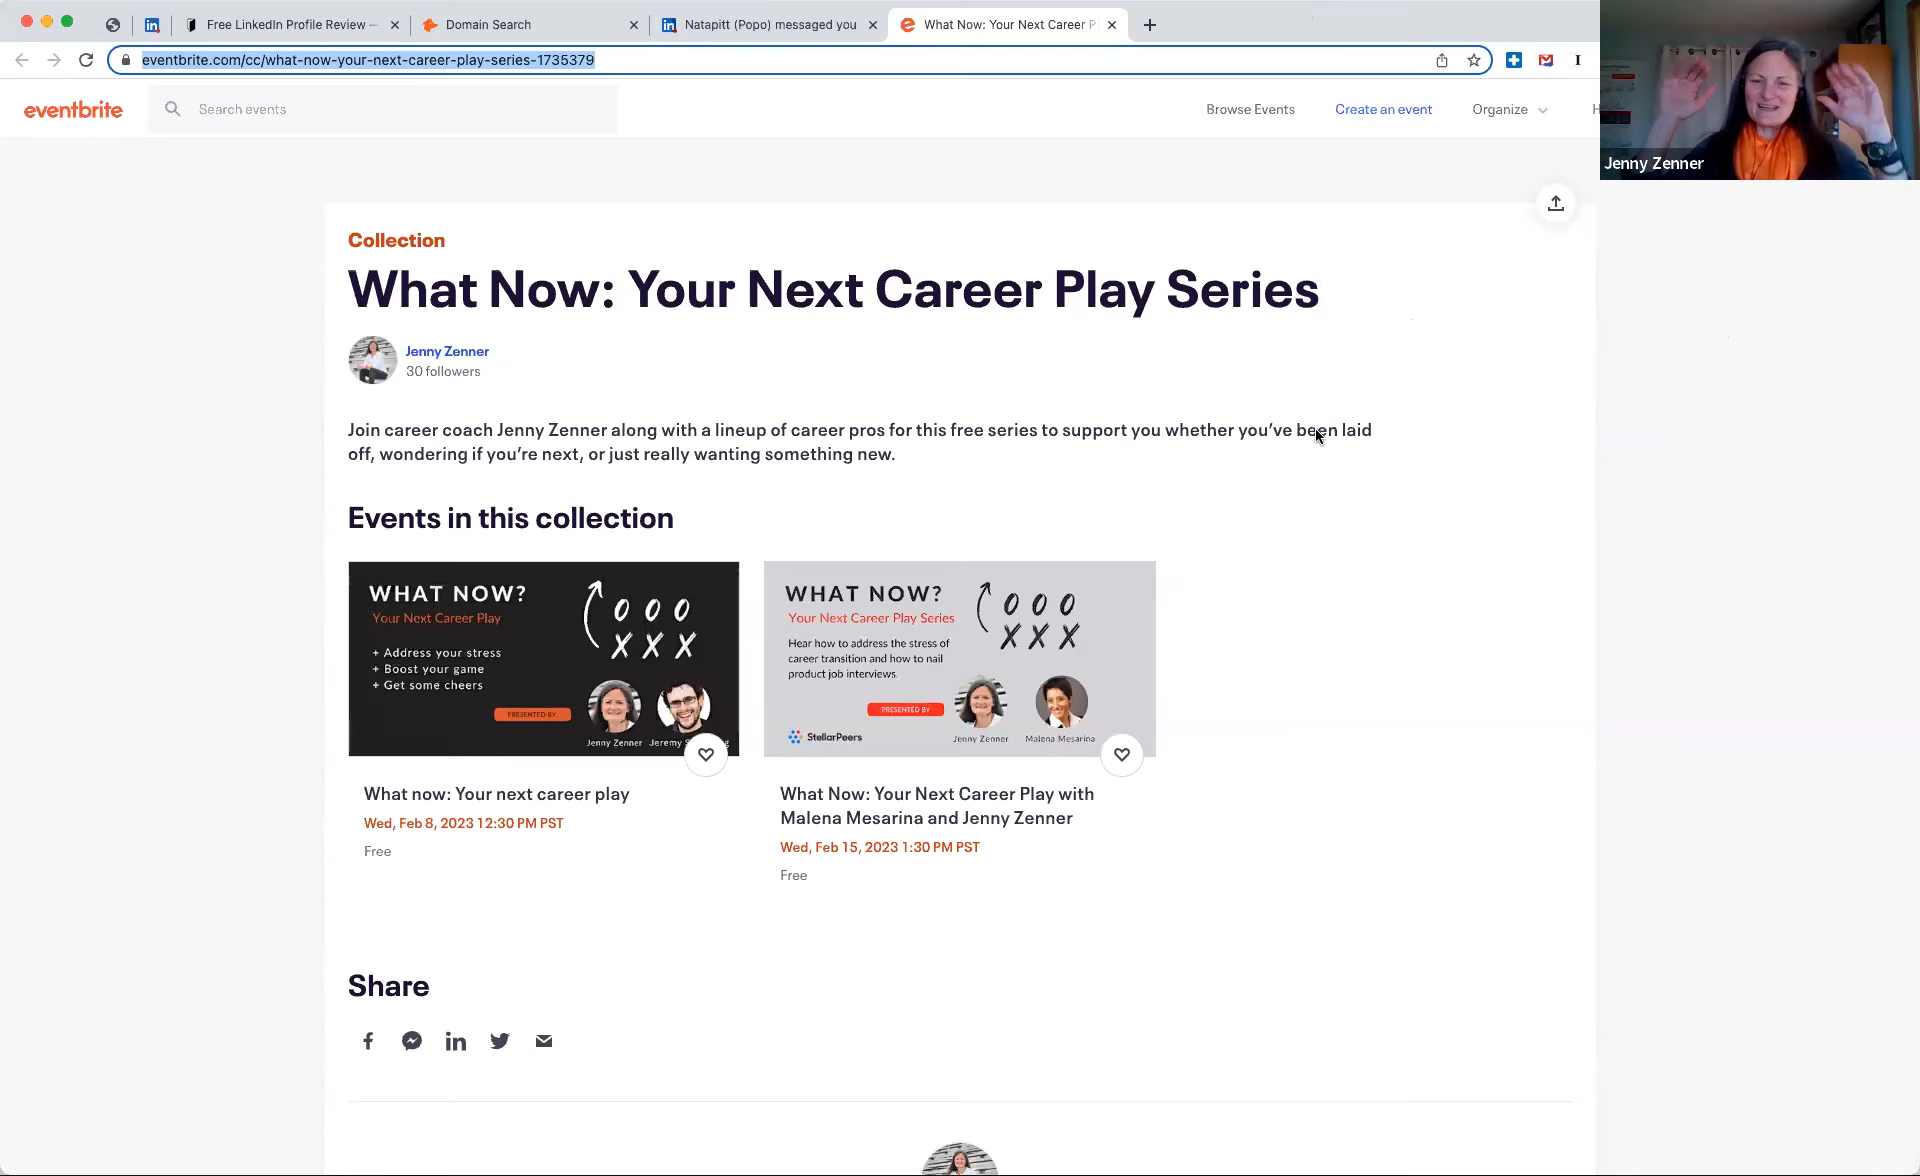 Free LinkedIn Profile Review —
Domain Search
Natapitt (Popo) messaged you
What Now: Your Next Career P
eventbrite.com/cc/what-now-your-next-career-play-series-1735379
eventbrite
Search events
Browse Events
Create an event
Organize
H
Jenny Zenner
Collection
What Now: Your Next Career Play Series
Jenny Zenner
30 followers
Join career coach Jenny Zenner along with a lineup of career pros for this free series to support you whether you've been laid
off, wondering if you're next, or just really wanting something new.
Events in this collection
WHAT NOW?
Your Next Career Play
+ Address your stress
+ Boost your game
+ Get some cheers
OOO
XXX
PRESENTED BY
Jenny Zenner Jeremy
What now: Your next career play
Wed, Feb 8, 2023 12:30 PM PST
Free
WHAT NOW?
Your Next Career Play Series
Hear how to address the stress of
career transition and how to nail
product job interviews.
OOO
XXX
PRESENTED BY
StellarPeers
Jenny Zenner Malena Mesarina
What Now: Your Next Career Play with
Malena Mesarina and Jenny Zenner
Wed, Feb 15, 2023 1:30 PM PST
Free
Share